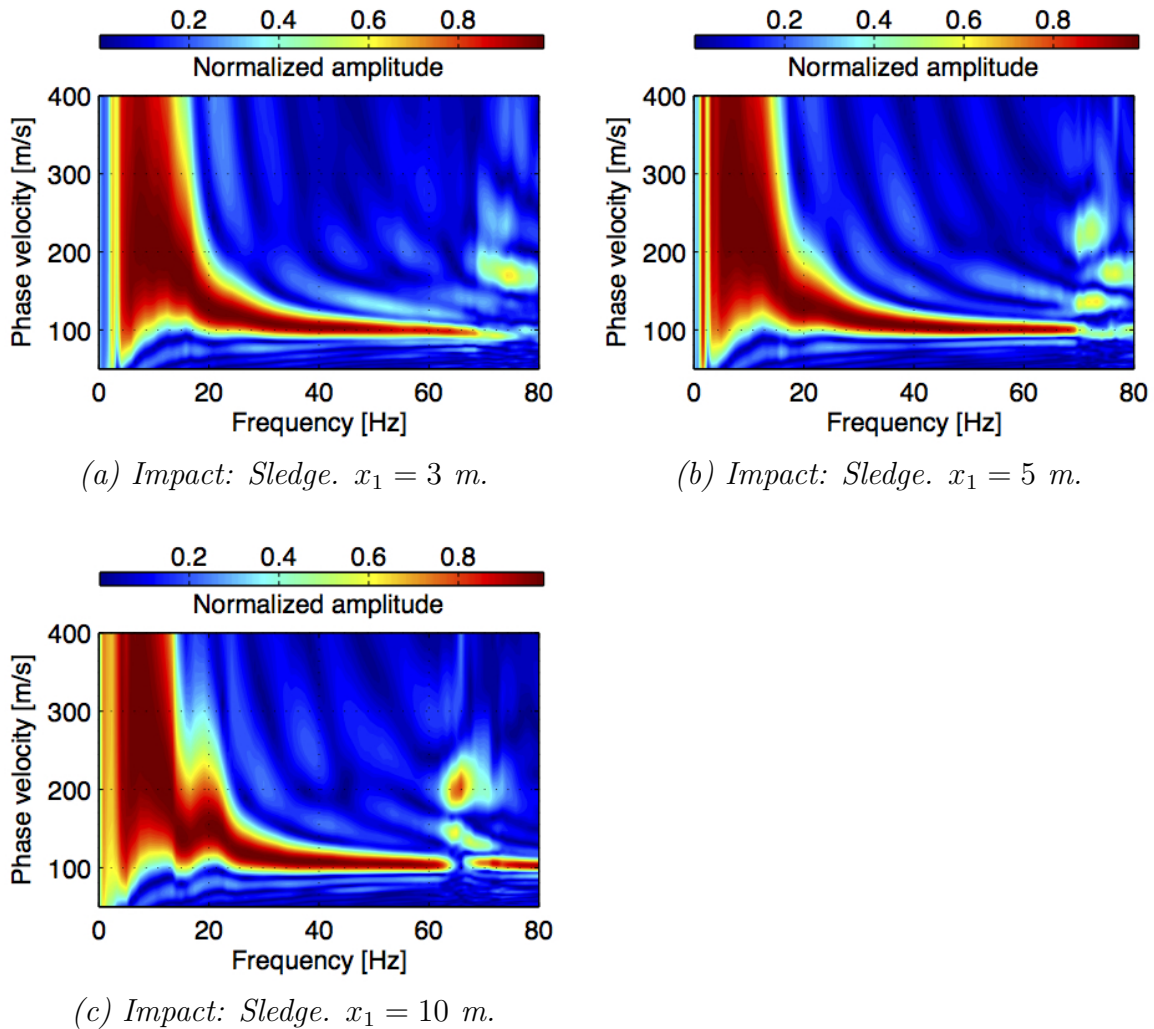 0.2 0.4 0.6 0.8
Normalized amplitude
400
300
200
100
Phase velocity [m/s]
0 20 40 60 80
Frequency [Hz]
(a) Impact: Sledge. x₁ = 3 m.
0.2 0.4 0.6 0.8
Normalized amplitude
400
300
200
100
Phase velocity [m/s]
0 20 40 60 80
Frequency [Hz]
(b) Impact: Sledge. x₁ = 5 m.
0.2 0.4 0.6 0.8
Normalized amplitude
400
300
200
100
Phase velocity [m/s]
0 20 40 60 80
Frequency [Hz]
(c) Impact: Sledge. x₁ = 10 m.